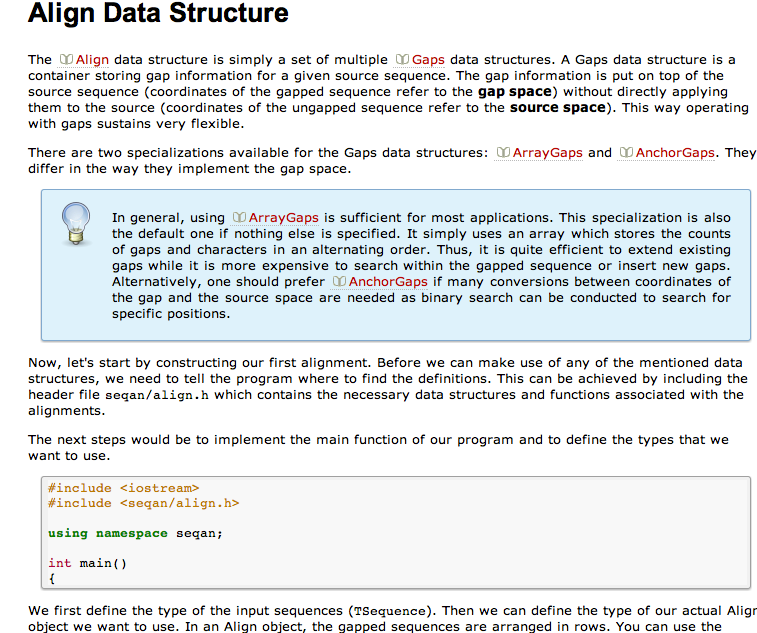 Align Data Structure
The Align data structure is simply a set of multiple Gaps data structures. A Gaps data structure is a
container storing gap information for a given source sequence. The gap information is put on top of the
source sequence (coordinates of the gapped sequence refer to the gap space) without directly applying
them to the source (coordinates of the ungapped sequence refer to the source space). This way operating
with gaps sustains very flexible.
There are two specializations available for the Gaps data structures: ArrayGaps and AnchorGaps. They
differ in the way they implement the gap space.
In general, using ArrayGaps is sufficient for most applications. This specialization is also
the default one if nothing else is specified. It simply uses an array which stores the counts
of gaps and characters in an alternating order. Thus, it is quite efficient to extend existing
gaps while it is more expensive to search within the gapped sequence or insert new gaps.
Alternatively, one should prefer AnchorGaps if many conversions between coordinates of
the gap and the source space are needed as binary search can be conducted to search for
specific positions.
Now, let's start by constructing our first alignment. Before we can make use of any of the mentioned data
structures, we need to tell the program where to find the definitions. This can be achieved by including the
header file seqan/align.h which contains the necessary data structures and functions associated with the
alignments.
The next steps would be to implement the main function of our program and to define the types that we
want to use.
#include <iostream>
#include <seqan/align.h>
using namespace seqan;
int main()
{
We first define the type of the input sequences (TSequence). Then we can define the type of our actual Align
object we want to use. In an Align object, the gapped sequences are arranged in rows. You can use the